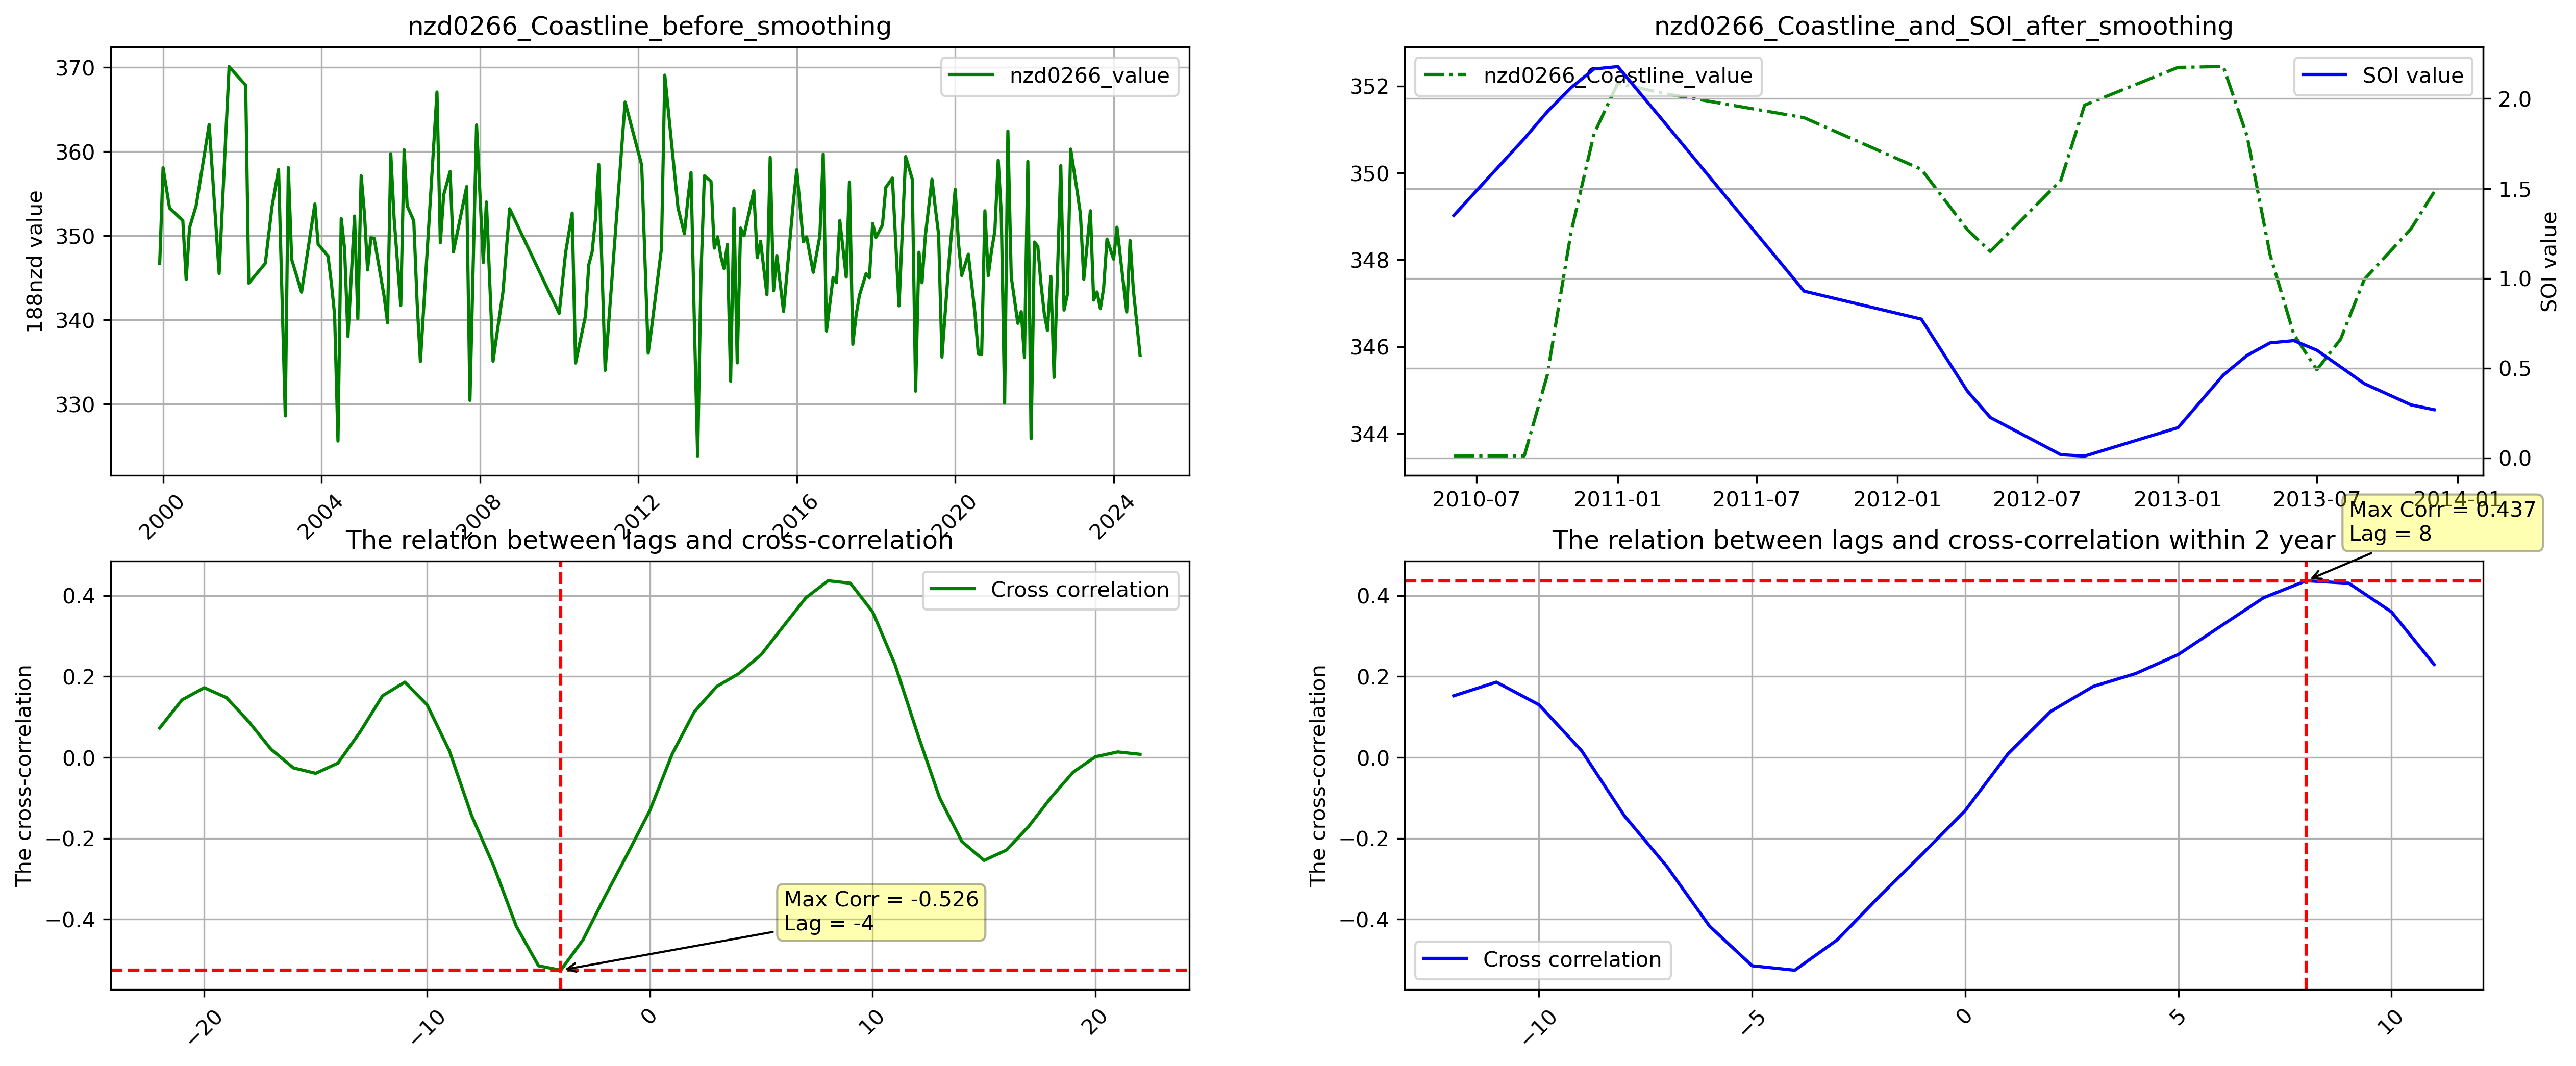 nzd0266_Coastline_before_smoothing
188nzd value
370
360
350
340
330
nzd0266_value
2000
2004
2008
2012
2016
2020
2024
nzd0266_Coastline_and_SOI_after_smoothing
352
350
348
346
344
nzd0266_Coastline_value
SOI value
2.0
1.5
1.0
0.5
0.0
SOI value
2010-07
2011-01
2011-07
2012-01
2012-07
2013-01
2013-07
2014-01
The relation between lags and cross-correlation
The cross-correlation
0.4
0.2
0.0
−0.2
−0.4
Cross correlation
Max Corr = -0.526
Lag = -4
−20
−10
0
10
20
The relation between lags and cross-correlation within 2 year
Max Corr = 0.437
Lag = 8
The cross-correlation
0.4
0.2
0.0
−0.2
−0.4
Cross correlation
−10
−5
0
5
10